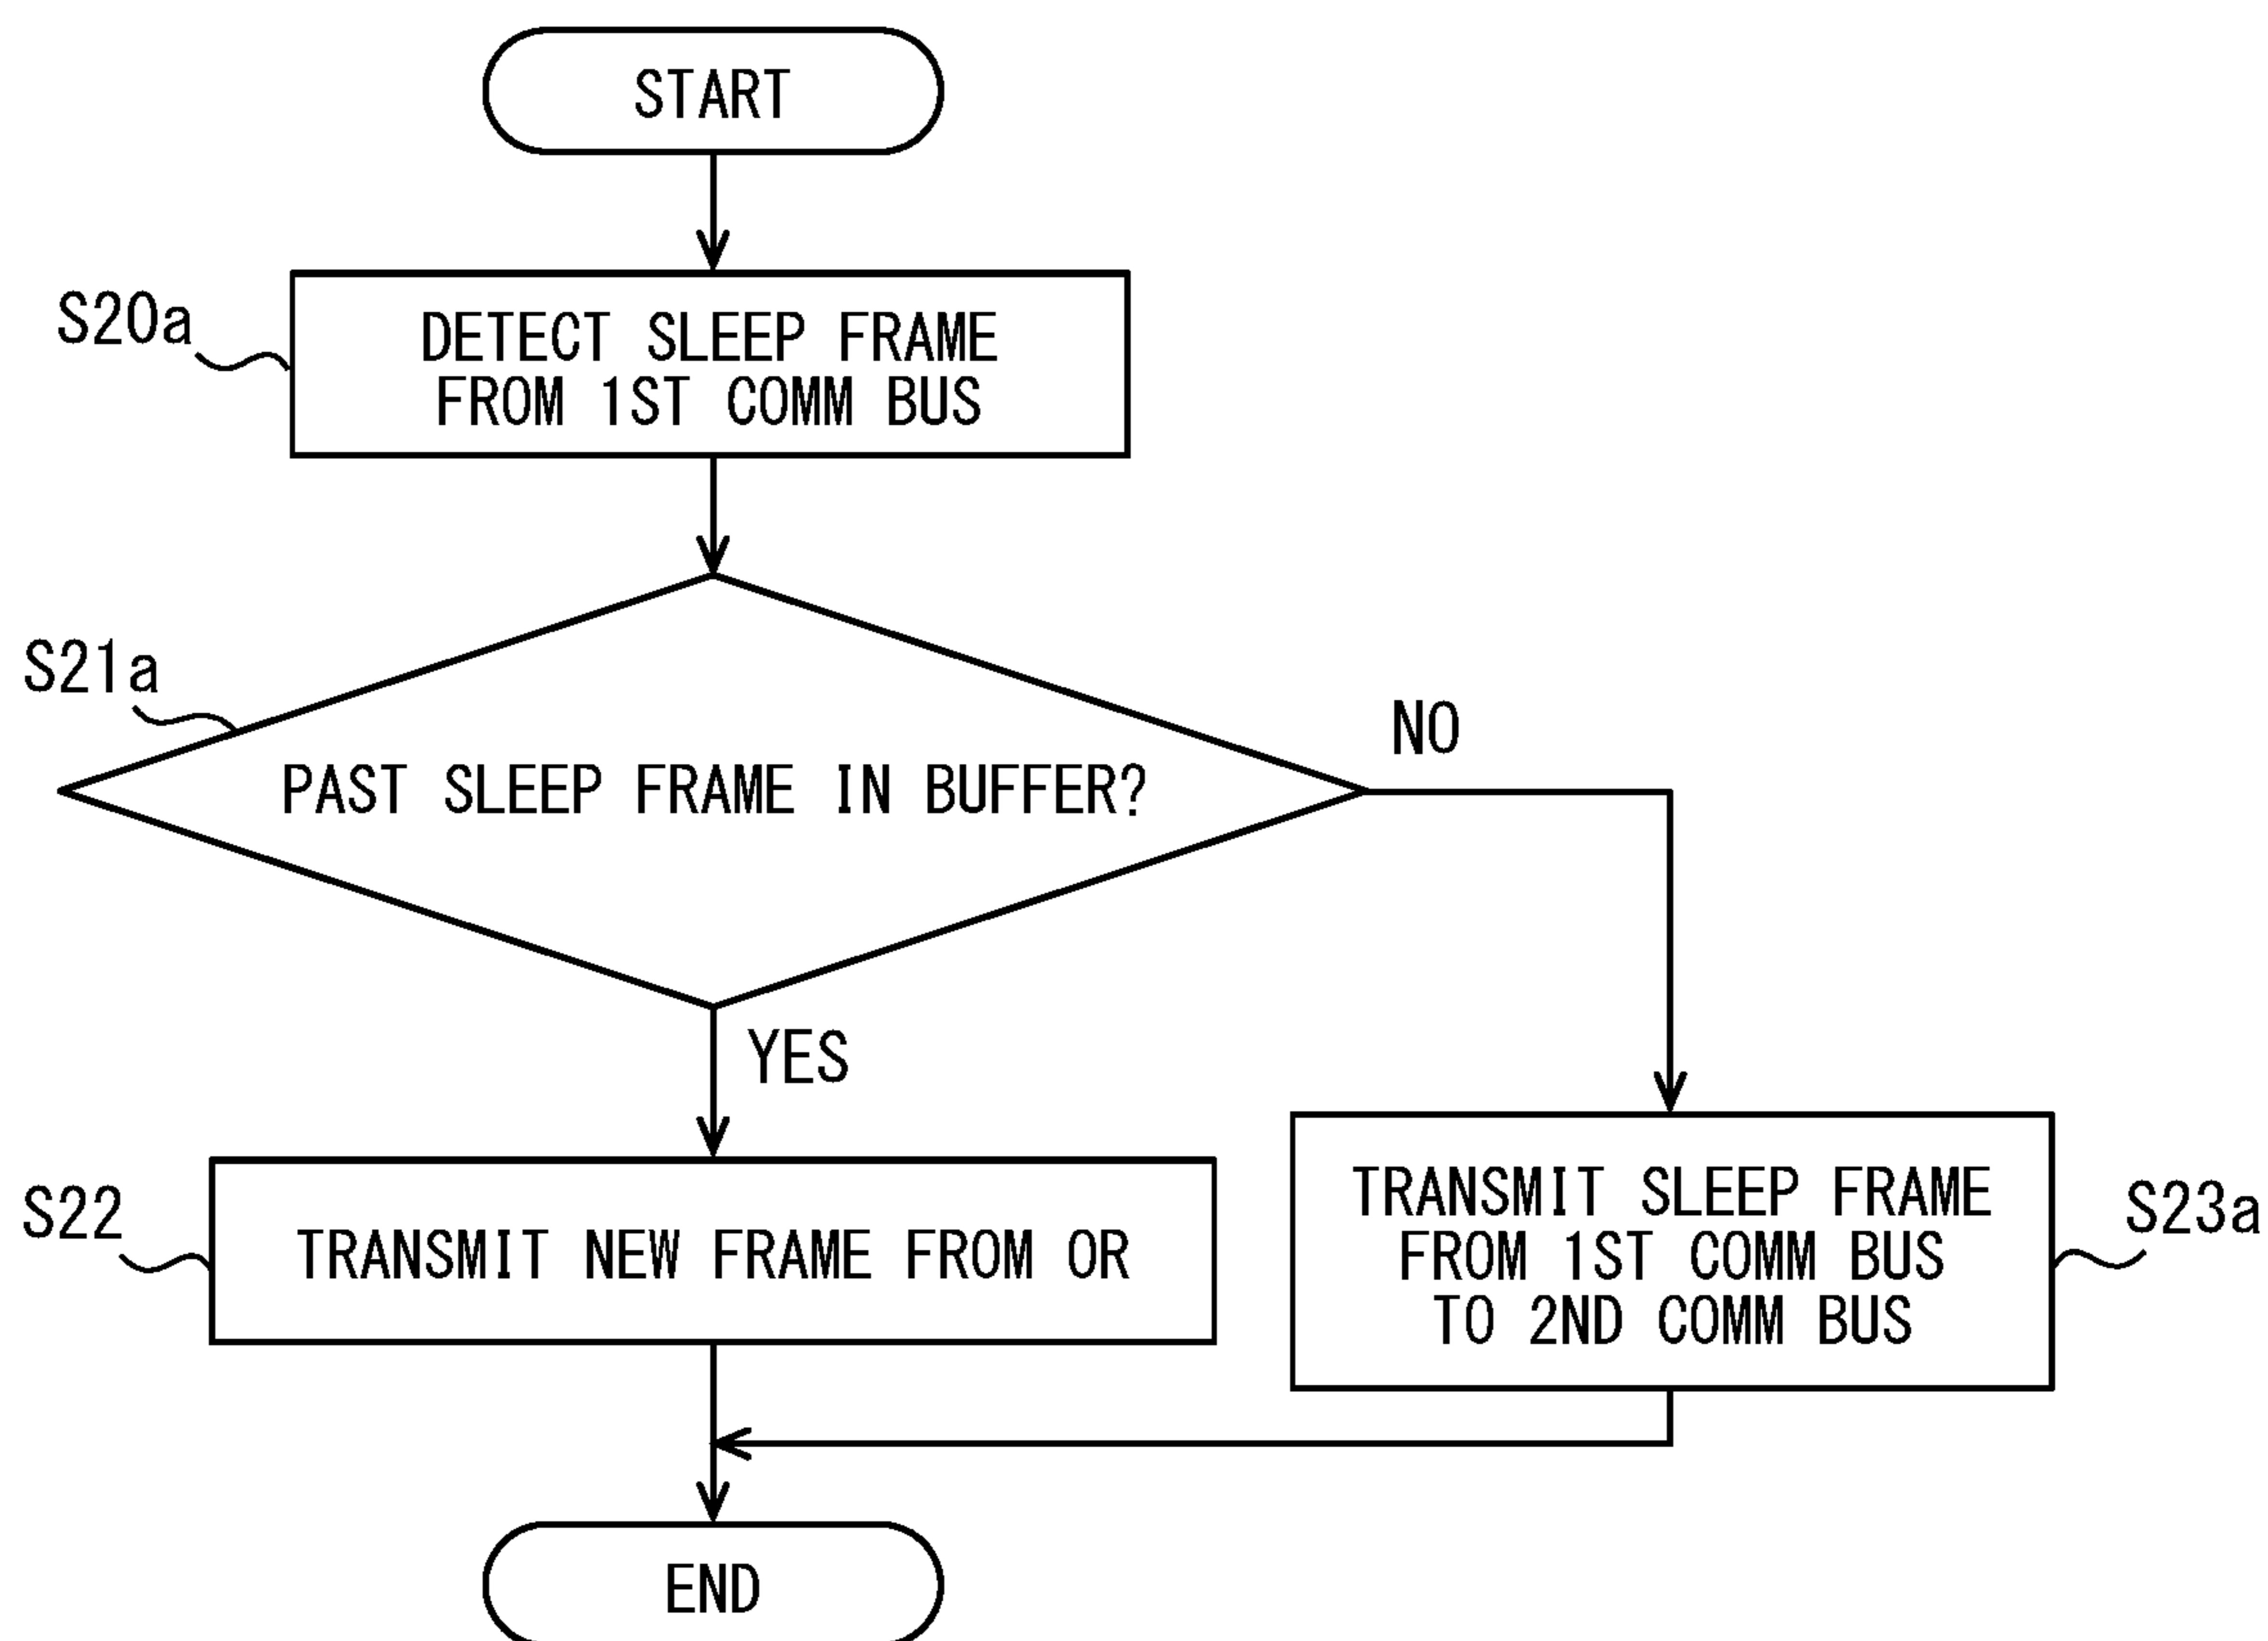 START
S20a
DETECT SLEEP FRAME
FROM 1ST COMM BUS
S21a
PAST SLEEP FRAME IN BUFFER?
NO
YES
S22
TRANSMIT NEW FRAME FROM OR
TRANSMIT SLEEP FRAME
FROM 1ST COMM BUS
TO 2ND COMM BUS
S23a
END